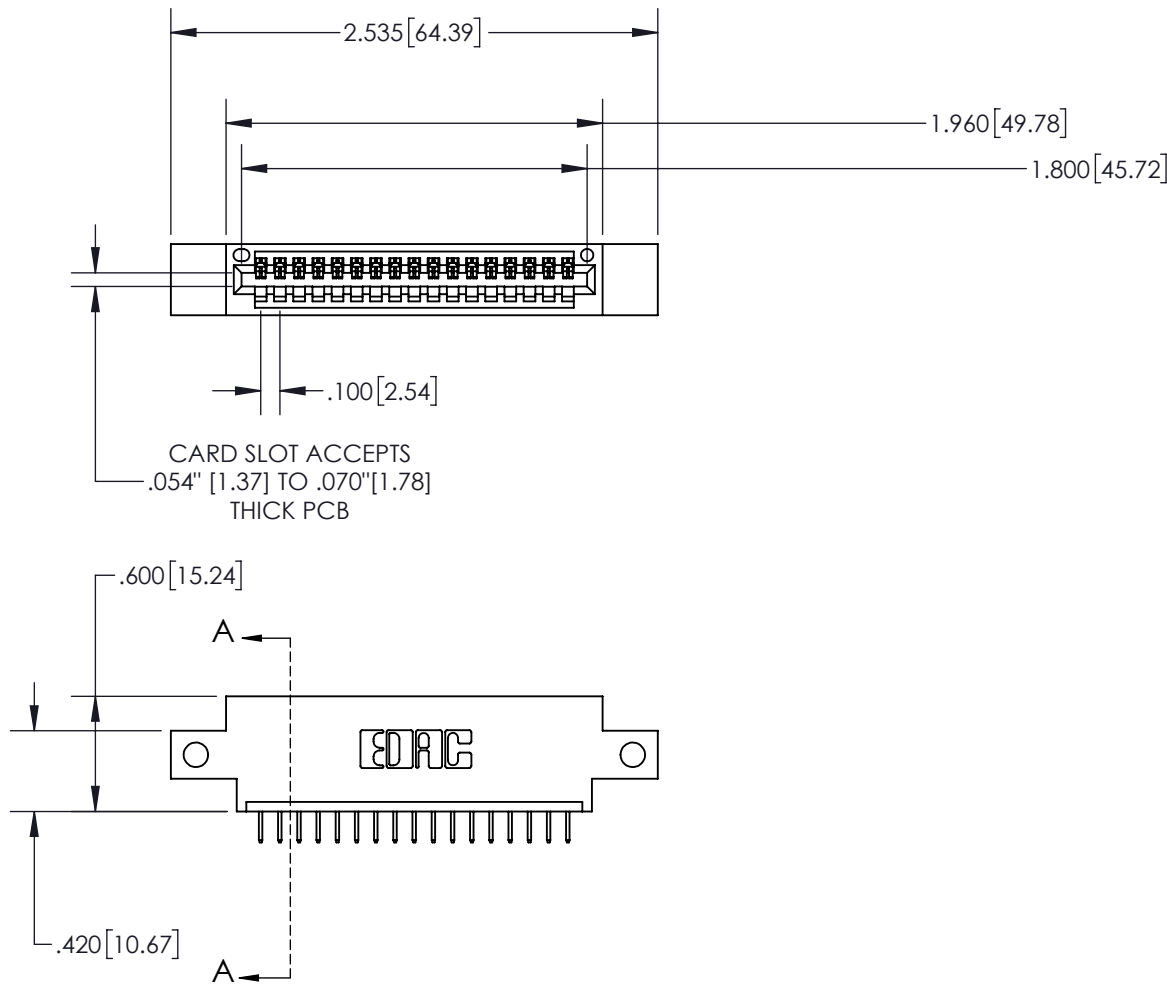 2.535[64.39]
1.960[49.78]
1.800[45.72]
.100[2.54]
CARD SLOT ACCEPTS
.054" [1.37] TO .070"[1.78]
THICK PCB
.600[15.24]
A
EDAC
.420[10.67]
A